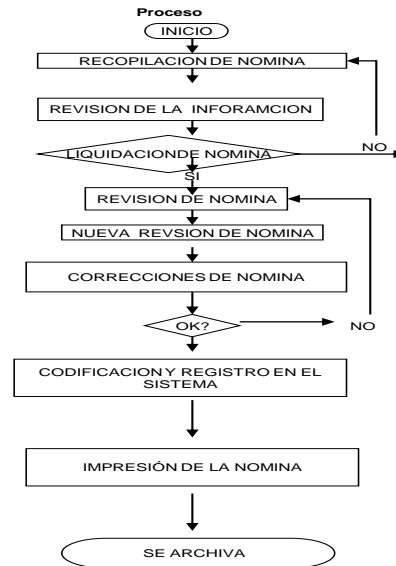 Proceso
INICIO
RECOPILACION DE NOMINA
REVISION DE LA INFORAMCION
LIQUIDACIONDE NOMINA
NO
SI
REVISION DE NOMINA
NUEVA REVSION DE NOMINA
CORRECCIONES DE NOMINA
OK?
NO
CODIFICACION Y REGISTRO EN EL
SISTEMA
IMPRESIÓN DE LA NOMINA
SE ARCHIVA